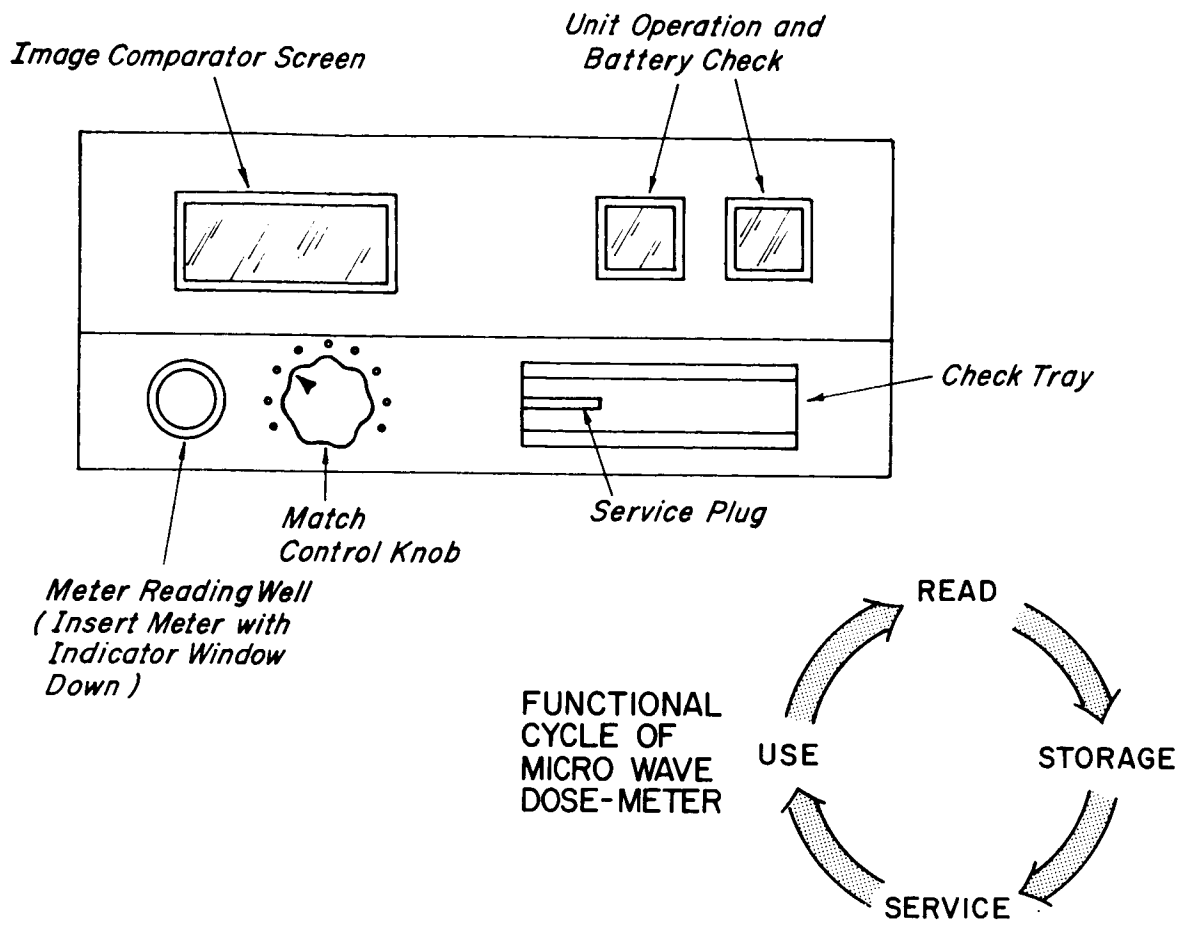 Image Comparator Screen
Unit Operation and
Battery Check
Check Tray
Service Plug
Match
Control Knob
Meter Reading Well
( Insert Meter with
Indicator Window
Down )
FUNCTIONAL
CYCLE OF
MICRO WAVE
DOSE-METER
READ
STORAGE
SERVICE
USE